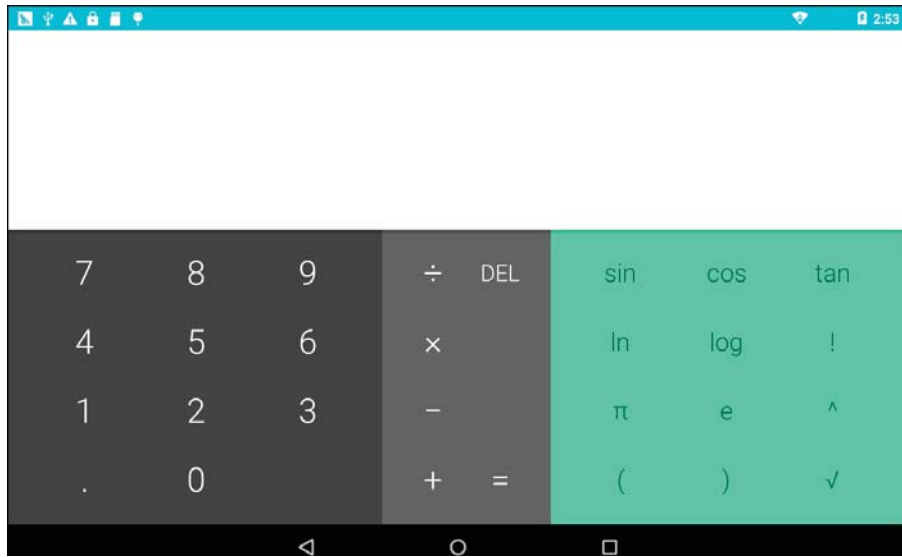 2:53
7 8 9 ÷ DEL sin cos tan
4 5 6 × ln log !
1 2 3 − π e ^
. 0 + = ( ) √